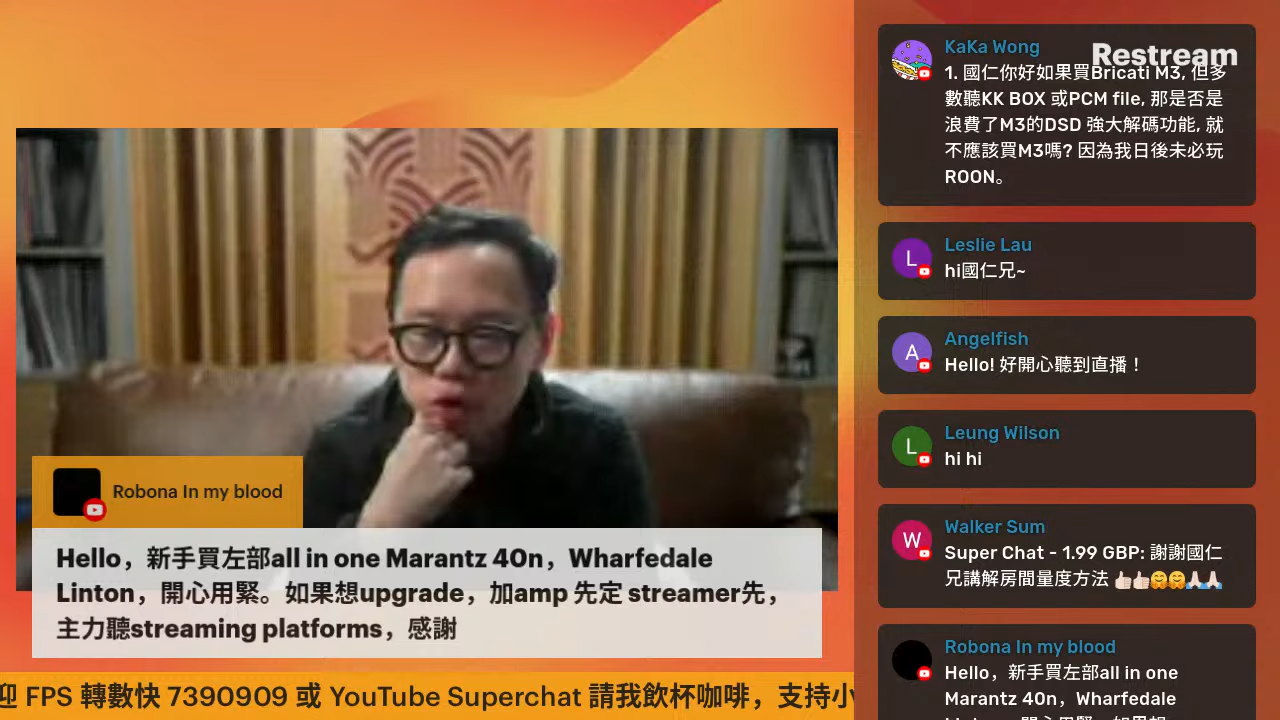 Robona In my blood
Hello，新手買左部all in one Marantz 40n，Wharfedale
Linton，開心用緊。如果想upgrade，加amp 先定 streamer先，
主力聽streaming platforms，感謝
迎 FPS 轉數快 7390909 或 YouTube Superchat 請我飲杯咖啡，支持小
Restream
KaKa Wong
1. 國仁你好如果買Bricati M3, 但多
數聽KK BOX 或PCM file, 那是否是
浪費了M3的DSD 強大解碼功能, 就
不應該買M3嗎? 因為我日後未必玩
ROON。
L
Leslie Lau
hi國仁兄~
A
Angelfish
Hello! 好開心聽到直播！
L
Leung Wilson
hi hi
W
Walker Sum
Super Chat - 1.99 GBP: 謝謝國仁
兄講解房間量度方法 👍🏻👍🏻🤗🤗🙏🏻🙏🏻
Robona In my blood
Hello，新手買左部all in one
Marantz 40n，Wharfedale